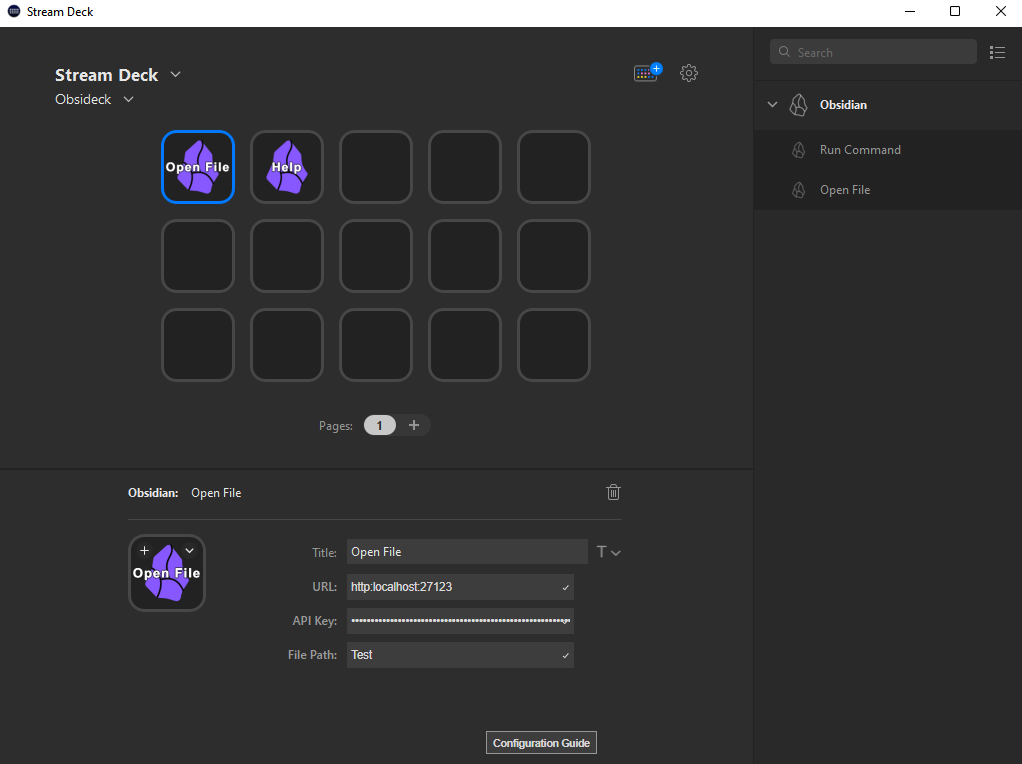 Stream Deck
Stream Deck
Obsideck
Search
Obsidian
Run Command
Open File
Open File
Help
Pages: 1 +
Obsidian: Open File
Open File
Title: Open File
T
URL: http:localhost:27123
API Key: ••••••••••••••••••••••••••••••••••••••••••••••••••••••••
File Path: Test
Configuration Guide